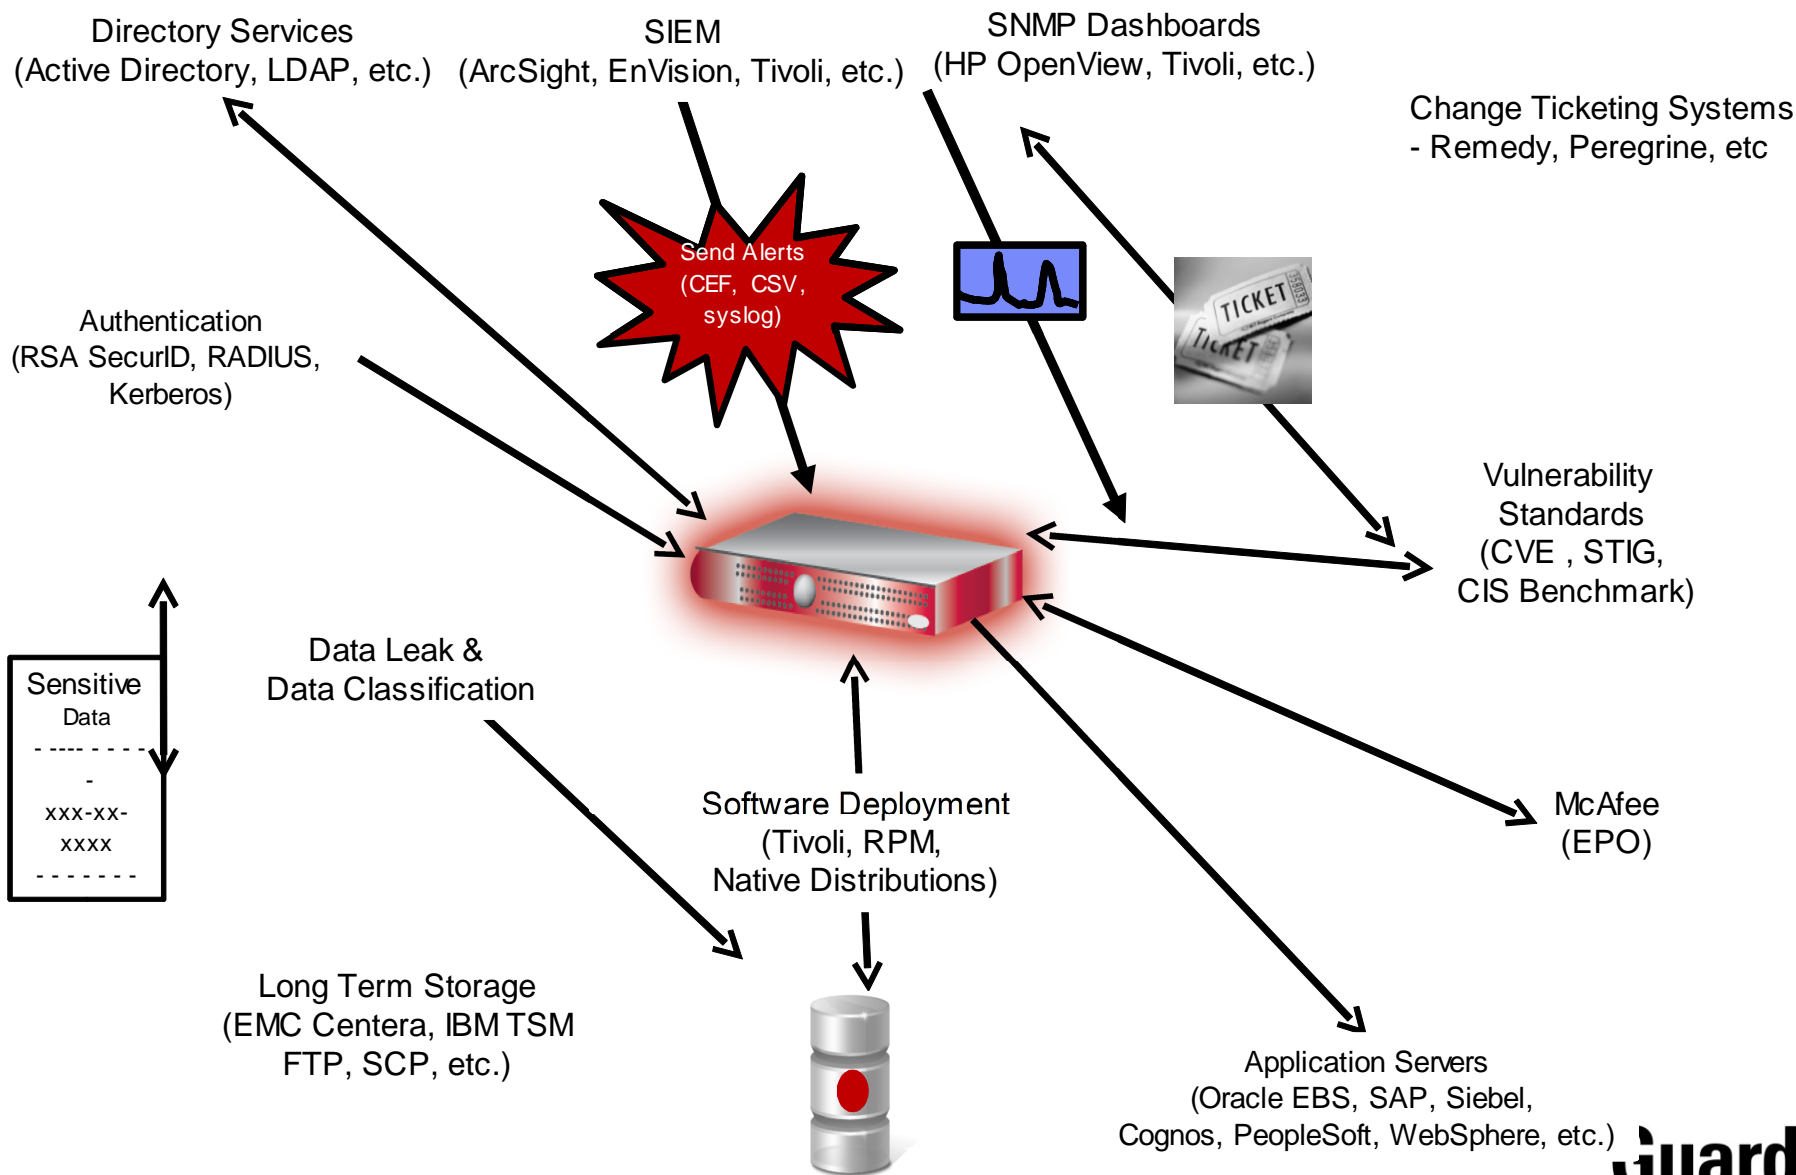 Directory Services
(Active Directory, LDAP, etc.)
SIEM
(ArcSight, EnVision, Tivoli, etc.)
SNMP Dashboards
(HP OpenView, Tivoli, etc.)
Change Ticketing Systems
- Remedy, Peregrine, etc
Send Alerts
(CEF, CSV,
syslog)
TICKET
TICKET
Authentication
(RSA SecurID, RADIUS,
Kerberos)
Vulnerability
Standards
(CVE , STIG,
CIS Benchmark)
Sensitive
Data
- ---- - - - -
-
xxx-xx-
xxxx
- - - - - - -
Data Leak &
Data Classification
Software Deployment
(Tivoli, RPM,
Native Distributions)
McAfee
(EPO)
Long Term Storage
(EMC Centera, IBM TSM
FTP, SCP, etc.)
Application Servers
(Oracle EBS, SAP, Siebel,
Cognos, PeopleSoft, WebSphere, etc.)
Guard